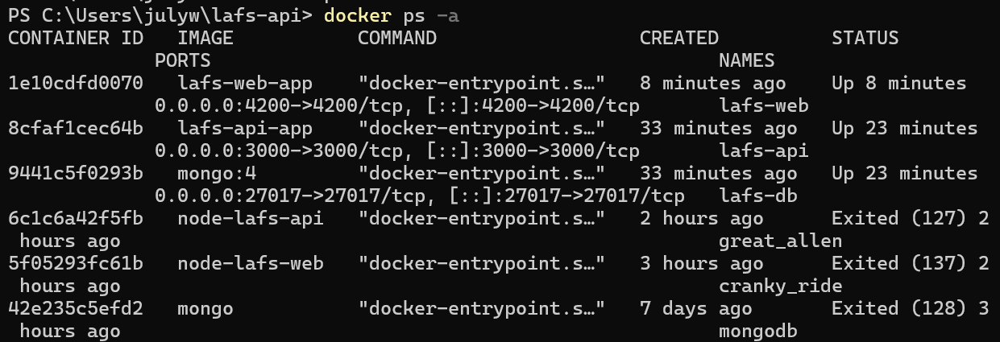 PS C:\Users\julyw\lafs-api> docker ps -a
CONTAINER ID   IMAGE           COMMAND                  CREATED          STATUS
             PORTS                                             NAMES
1e10cdfd0070   lafs-web-app    "docker-entrypoint.s…"   8 minutes ago    Up 8 minutes
             0.0.0.0:4200->4200/tcp, [::]:4200->4200/tcp       lafs-web
8cfaf1cec64b   lafs-api-app    "docker-entrypoint.s…"   33 minutes ago   Up 23 minutes
             0.0.0.0:3000->3000/tcp, [::]:3000->3000/tcp       lafs-api
9441c5f0293b   mongo:4         "docker-entrypoint.s…"   33 minutes ago   Up 23 minutes
             0.0.0.0:27017->27017/tcp, [::]:27017->27017/tcp   lafs-db
6c1c6a42f5fb   node-lafs-api   "docker-entrypoint.s…"   2 hours ago      Exited (127) 2
 hours ago                                                     great_allen
5f05293fc61b   node-lafs-web   "docker-entrypoint.s…"   3 hours ago      Exited (137) 2
 hours ago                                                     cranky_ride
42e235c5efd2   mongo           "docker-entrypoint.s…"   7 days ago       Exited (128) 3
 hours ago                                                     mongodb